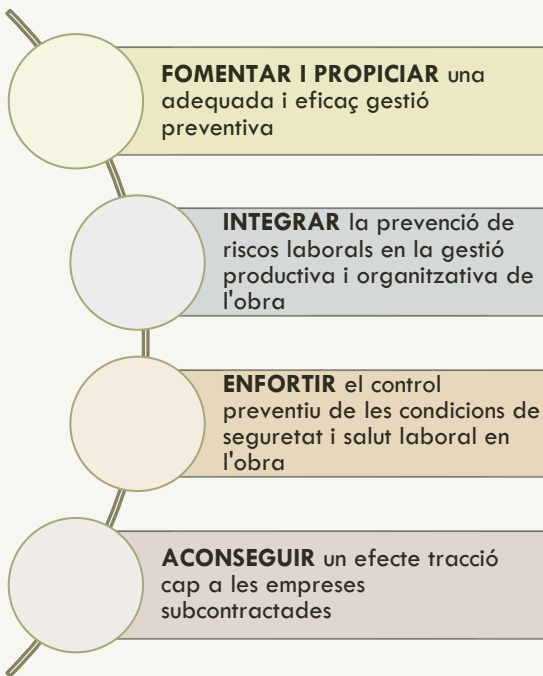 FOMENTAR I PROPICIAR una
adequada i eficaç gestió
preventiva
INTEGRAR la prevenció de
riscos laborals en la gestió
productiva i organitzativa de
l'obra
ENFORTIR el control
preventiu de les condicions de
seguretat i salut laboral en
l'obra
ACONSEGUIR un efecte tracció
cap a les empreses
subcontractades